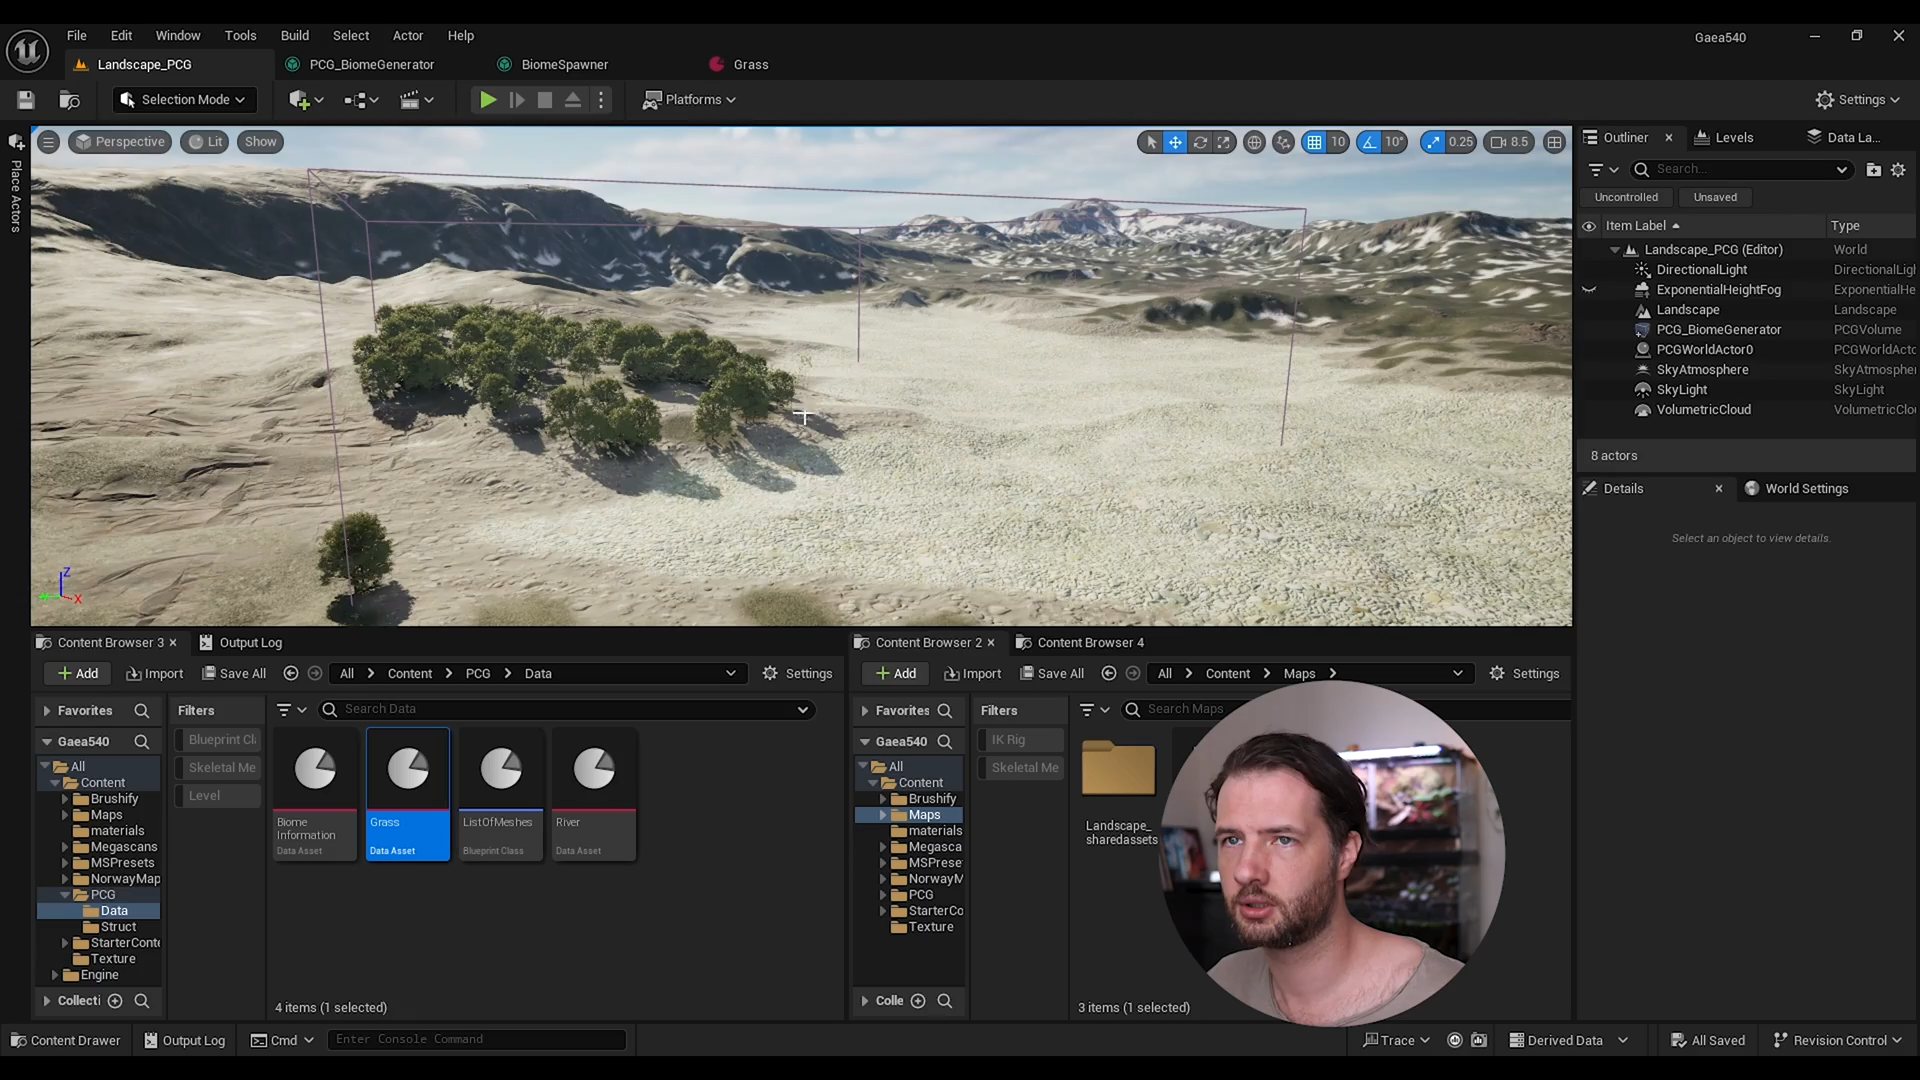 File Edit Window Tools Build Select Actor Help
Gaea540
Landscape_PCG PCG_BiomeGenerator BiomeSpawner Grass
Selection Mode Platforms Settings
Place Actors
Perspective Lit Show 10 10° 0.25 8.5
Outliner Levels Data La...
Search...
Uncontrolled Unsaved
Item Label Type
Landscape_PCG (Editor) World
DirectionalLight DirectionalLigh
ExponentialHeightFog ExponentialHe
Landscape Landscape
PCG_BiomeGenerator PCGVolume
PCGWorldActor0 PCGWorldActo
SkyAtmosphere SkyAtmospher
SkyLight SkyLight
VolumetricCloud VolumetricClou
8 actors
Details World Settings
Select an object to view details.
Z
X
Content Browser 3 Output Log
Add Import Save All All Content PCG Data Settings
Favorites
Filters
Search Data
Gaea540
Blueprint Cl
Skeletal Me
Level
All
Content
Brushify
Maps
materials
Megascans
MSPresets
NorwayMap
PCG
Data
Struct
StarterConte
Texture
Engine
Collecti
Biome Information
Data Asset
Grass
Data Asset
ListOfMeshes
Blueprint Class
River
Data Asset
4 items (1 selected)
Content Browser 2 Content Browser 4
Add Import Save All All Content Maps Settings
Favorites
Filters
Search Maps
Gaea540
IK Rig
Skeletal Me
All
Content
Brushify
Maps
materials
Megasca
MSPrese
NorwayM
PCG
StarterCo
Texture
Colle
Landscape_
sharedassets
3 items (1 selected)
Content Drawer Output Log Cmd Enter Console Command Trace Derived Data All Saved Revision Control